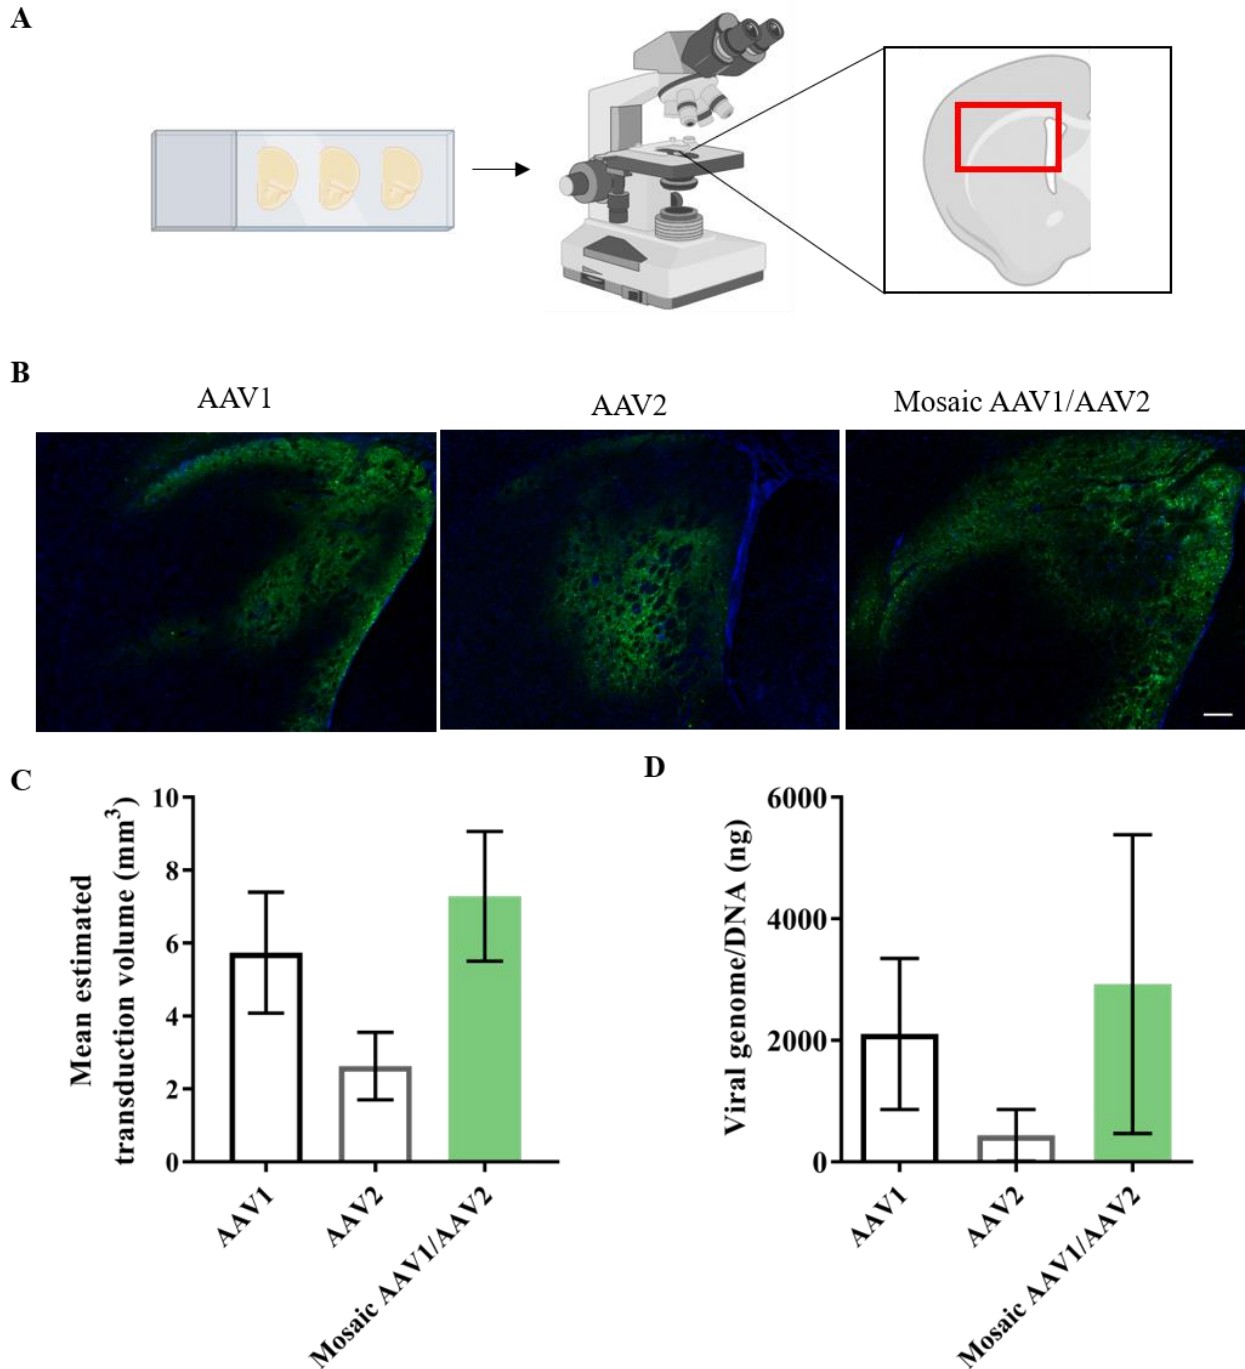 A
B
AAV1
AAV2
Mosaic AAV1/AAV2
C
Mean estimated
transduction volume (mm³)
10
8
6
4
2
0
AAV1
AAV2
Mosaic AAV1/AAV2
D
Viral genome/DNA (ng)
6000
4000
2000
0
AAV1
AAV2
Mosaic AAV1/AAV2